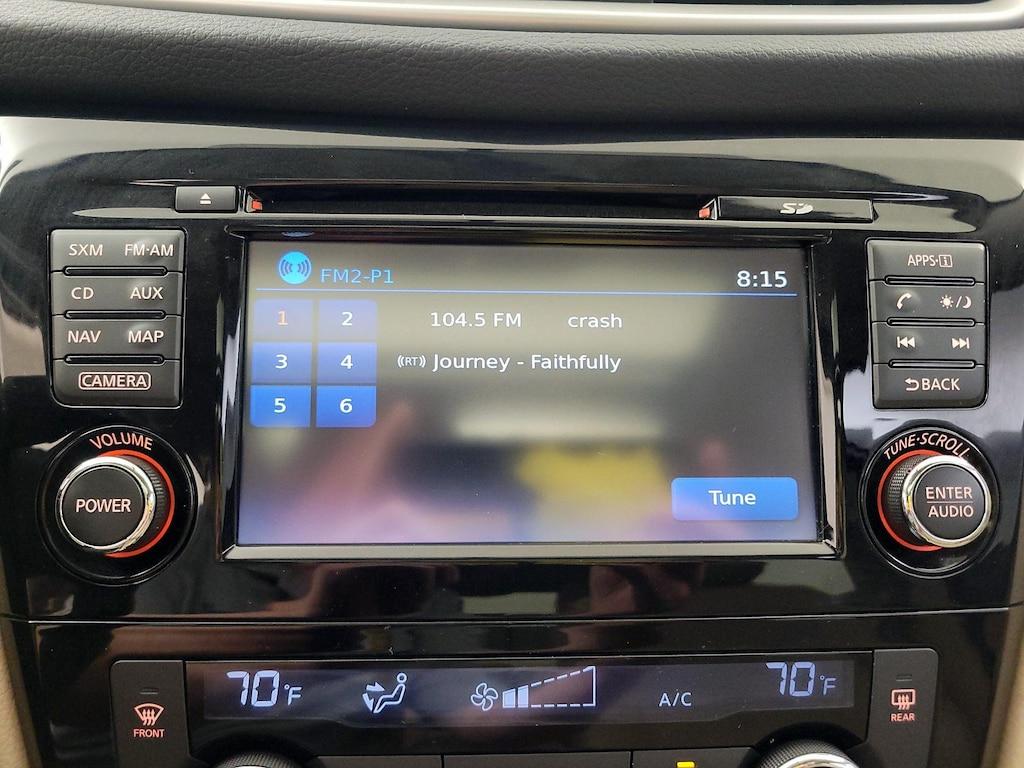 SD
SXM FM·AM
CD AUX
NAV MAP
CAMERA
VOLUME
POWER
FM2-P1 8:15
1 2
104.5 FM crash
3 4
((RT)) Journey - Faithfully
5 6
Tune
APPS·i
BACK
TUNE·SCROLL
ENTER
AUDIO
FRONT
70°F
A/C
70°F
REAR